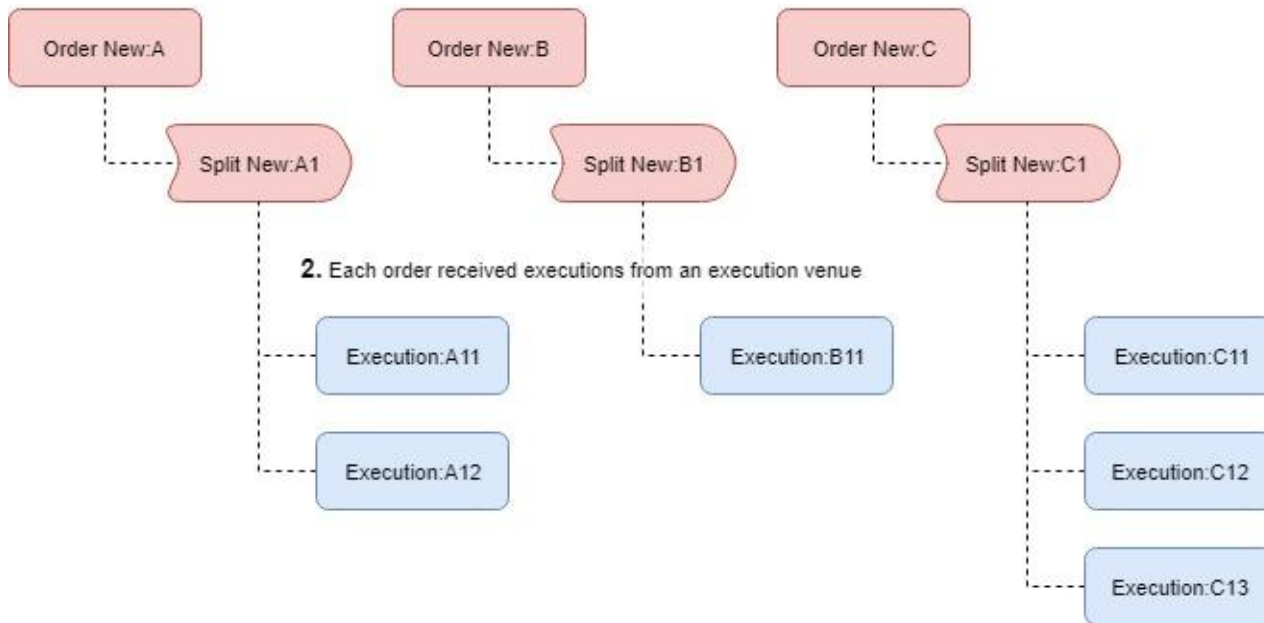 Order New:A
Order New:B
Order New:C
Split New:A1
Split New:B1
Split New:C1
2. Each order received executions from an execution venue
Execution:A11
Execution:B11
Execution:C11
Execution:A12
Execution:C12
Execution:C13